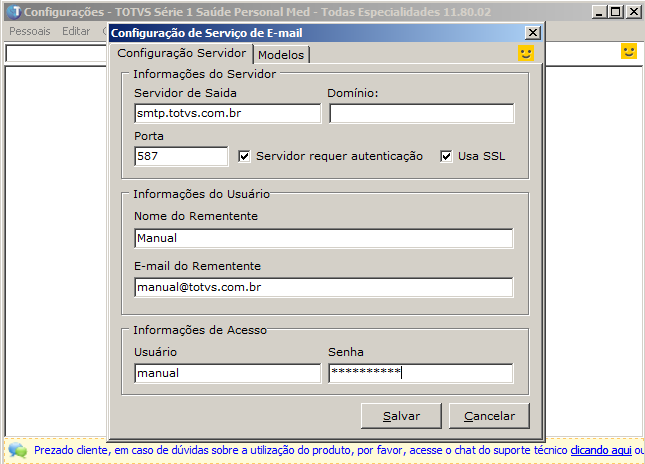 Configurações - TOTVS Série 1 Saúde Personal Med - Todas Especialidades 11.80.02
Pessoais Editar
Configuração de Serviço de E-mail
Configuração Servidor Modelos
Informações do Servidor
Servidor de Saida Domínio:
smtp.totvs.com.br
Porta
587 Servidor requer autenticação Usa SSL
Informações do Usuário
Nome do Rementente
Manual
E-mail do Rementente
manual@totvs.com.br
Informações de Acesso
Usuário Senha
manual **********
Salvar Cancelar
Prezado cliente, em caso de dúvidas sobre a utilização do produto, por favor, acesse o chat do suporte técnico clicando aqui ou